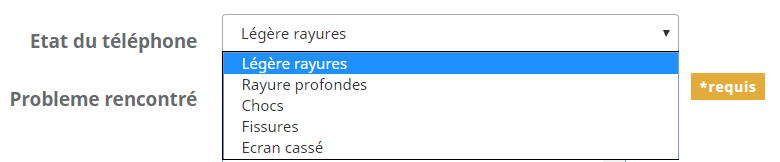 Etat du téléphone
Légère rayures
Légère rayures
Rayure profondes
Chocs
Fissures
Ecran cassé
Probleme rencontré
*requis